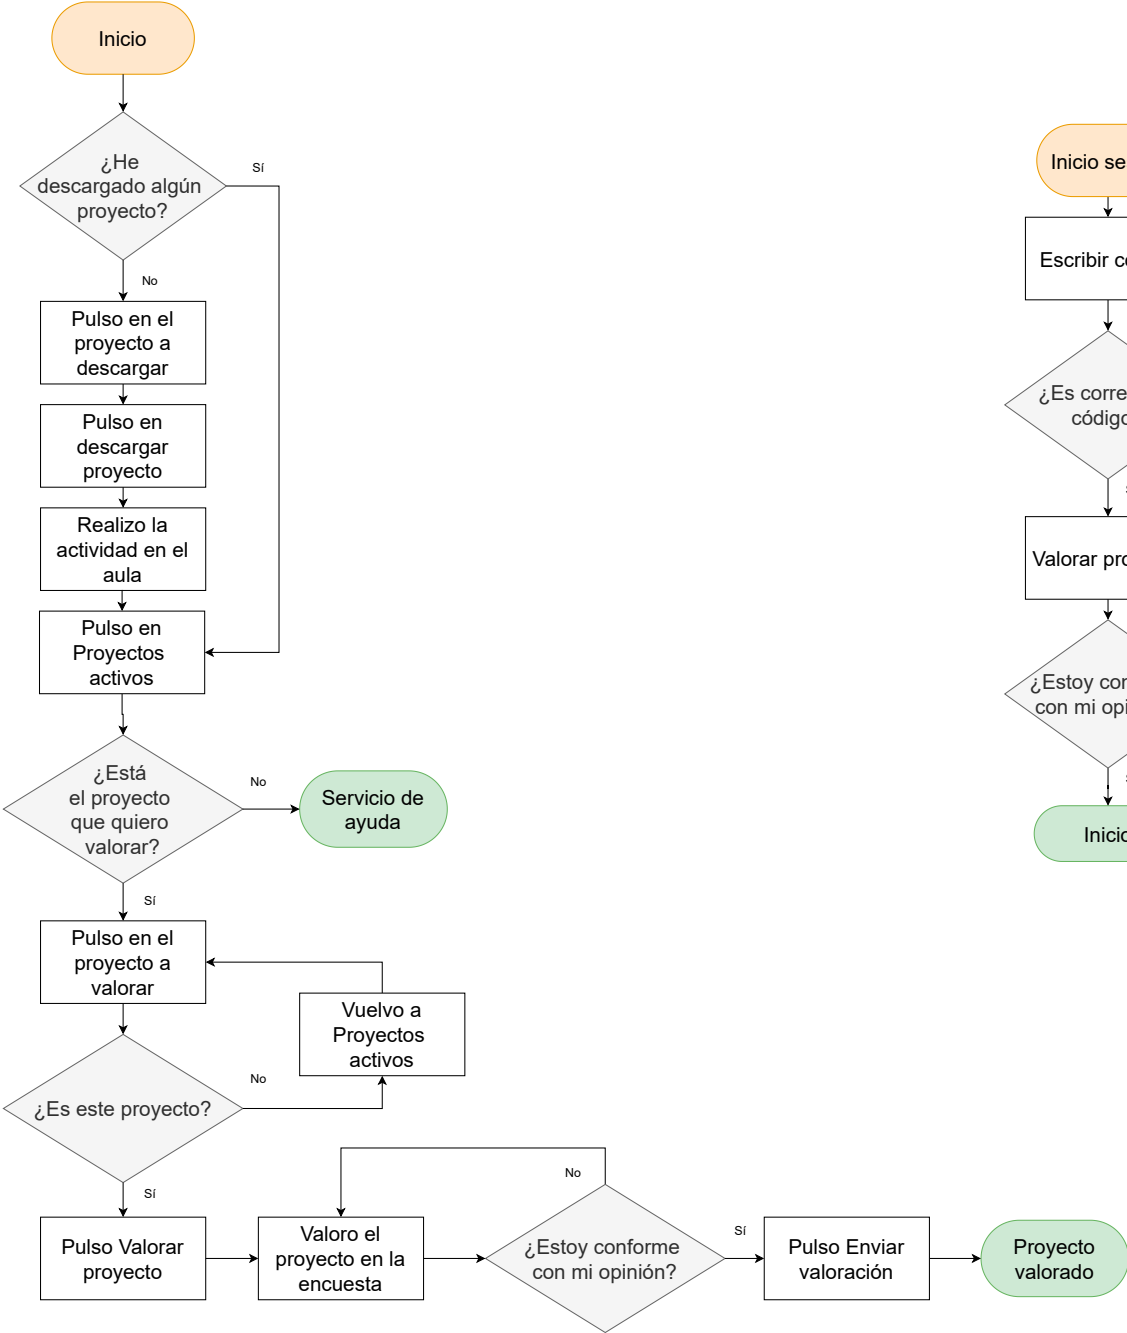 Inicio
¿He
descargado algún
proyecto?
Sí
No
Pulso en el
proyecto a
descargar
Pulso en
descargar
proyecto
Realizo la
actividad en el
aula
Pulso en
Proyectos
activos
¿Está
el proyecto
que quiero
valorar?
No
Servicio de
ayuda
Sí
Pulso en el
proyecto a
valorar
Vuelvo a
Proyectos
activos
¿Es este proyecto?
No
Sí
Pulso Valorar
proyecto
Valoro el
proyecto en la
encuesta
No
¿Estoy conforme
con mi opinión?
Sí
Pulso Enviar
valoración
Proyecto
valorado
Inicio
Escribir
¿Es
código
Valorar
¿Estoy
con mi
Inicio